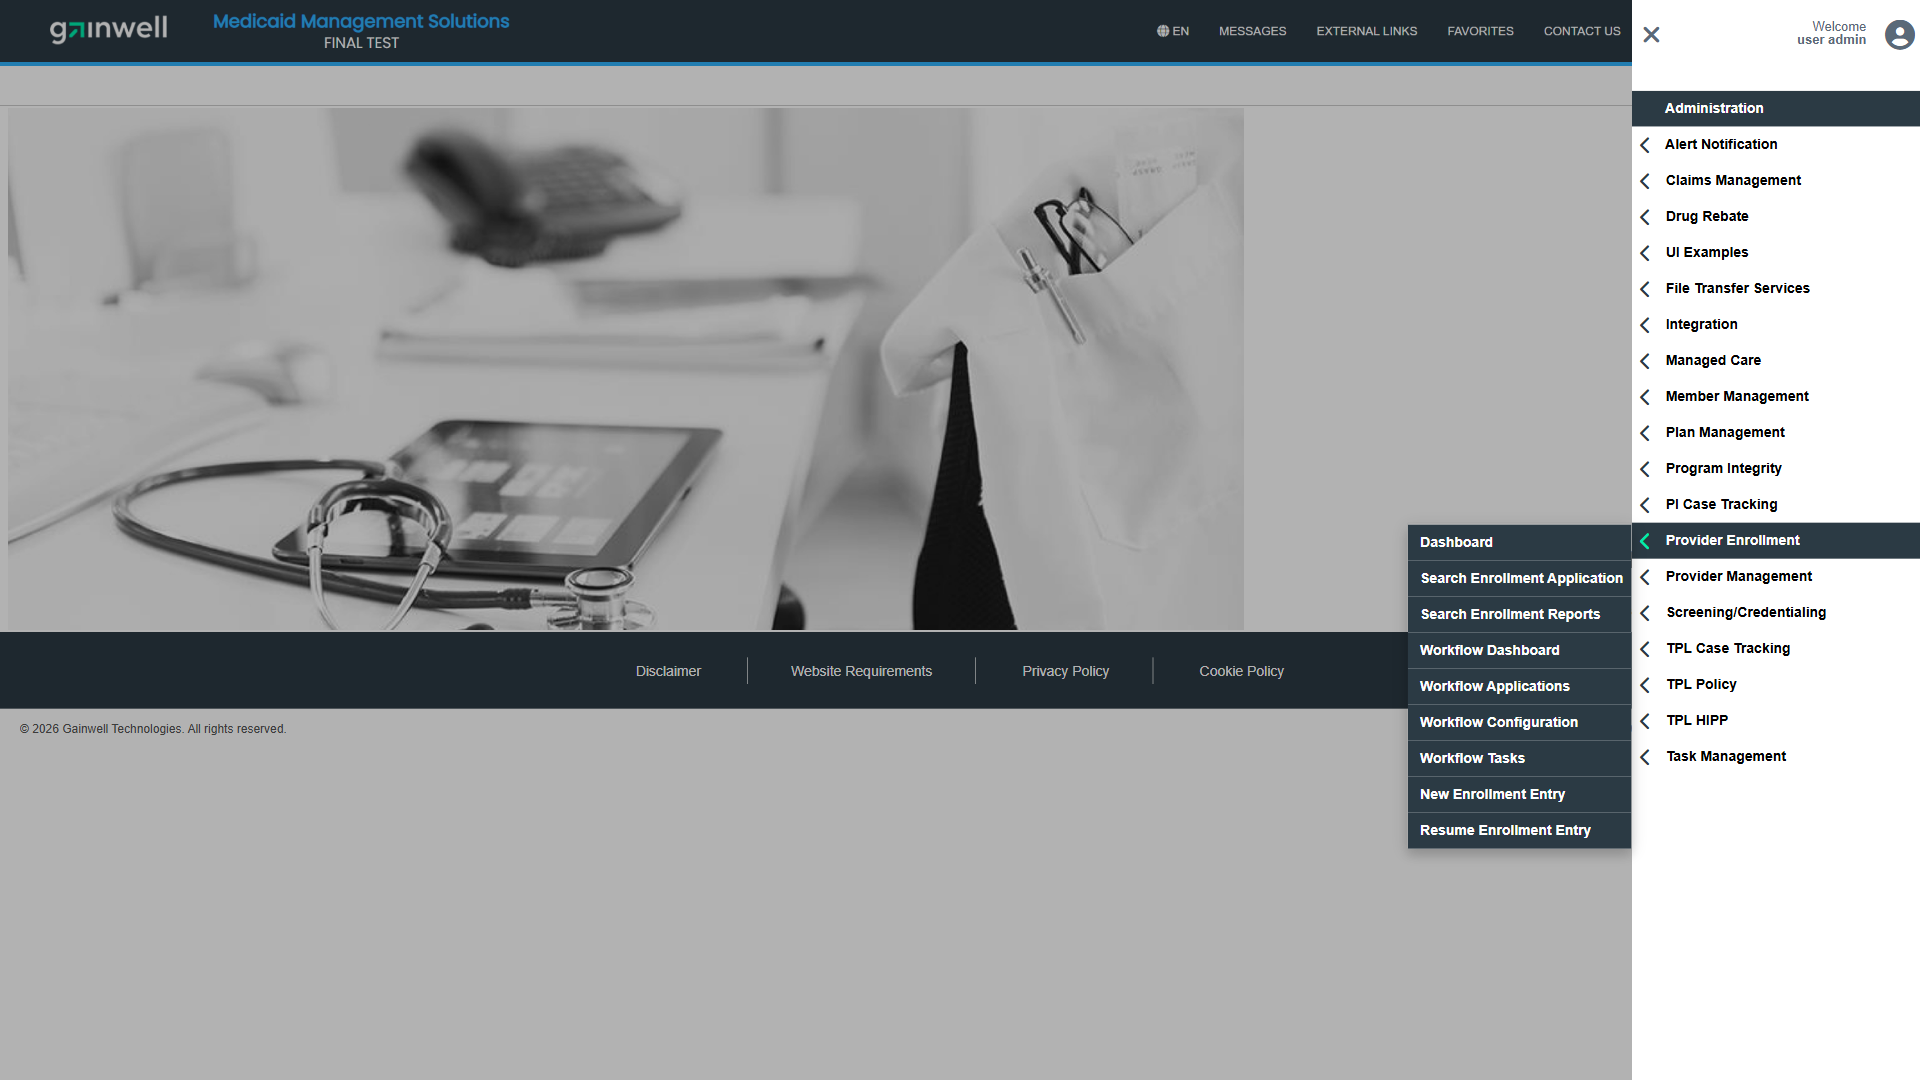 gainwell
Medicaid Management Solutions
FINAL TEST
EN
MESSAGES
EXTERNAL LINKS
FAVORITES
CONTACT US
Welcome
user admin
Administration
Alert Notification
Claims Management
Drug Rebate
UI Examples
File Transfer Services
Integration
Managed Care
Member Management
Plan Management
Program Integrity
PI Case Tracking
Provider Enrollment
Provider Management
Screening/Credentialing
TPL Case Tracking
TPL Policy
TPL HIPP
Task Management
Dashboard
Search Enrollment Application
Search Enrollment Reports
Workflow Dashboard
Workflow Applications
Workflow Configuration
Workflow Tasks
New Enrollment Entry
Resume Enrollment Entry
Disclaimer
Website Requirements
Privacy Policy
Cookie Policy
© 2026 Gainwell Technologies. All rights reserved.